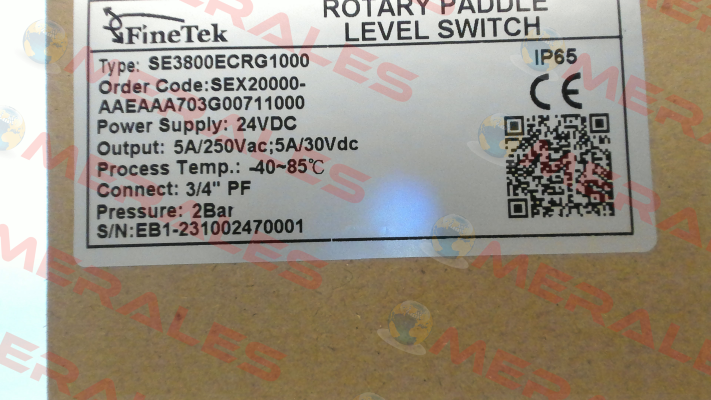 FineTek
ROTARY PADDLE
LEVEL SWITCH
Type: SE3800ECRG1000
Order Code:SEX20000-
AAEAAA703G00711000
Power Supply: 24VDC
Output: 5A/250Vac;5A/30Vdc
Process Temp.: -40~85℃
Connect: 3/4" PF
Pressure: 2Bar
S/N:EB1-231002470001
IP65
CE
MERALES
MERALES
MERALES
MERALES